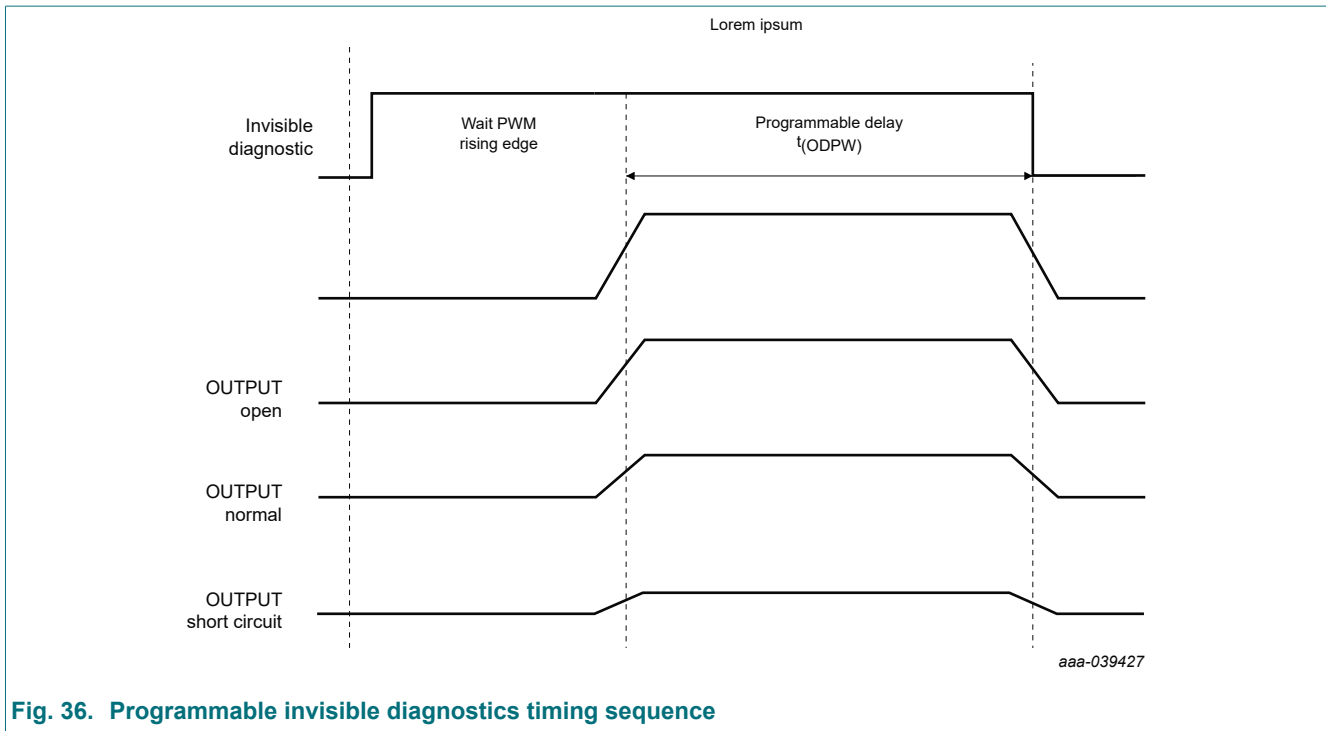 Lorem ipsum
Invisible
diagnostic
Wait PWM
rising edge
Programmable delay
t(ODPW)
OUTPUT
open
OUTPUT
normal
OUTPUT
short circuit
aaa-039427
Fig. 36. Programmable invisible diagnostics timing sequence